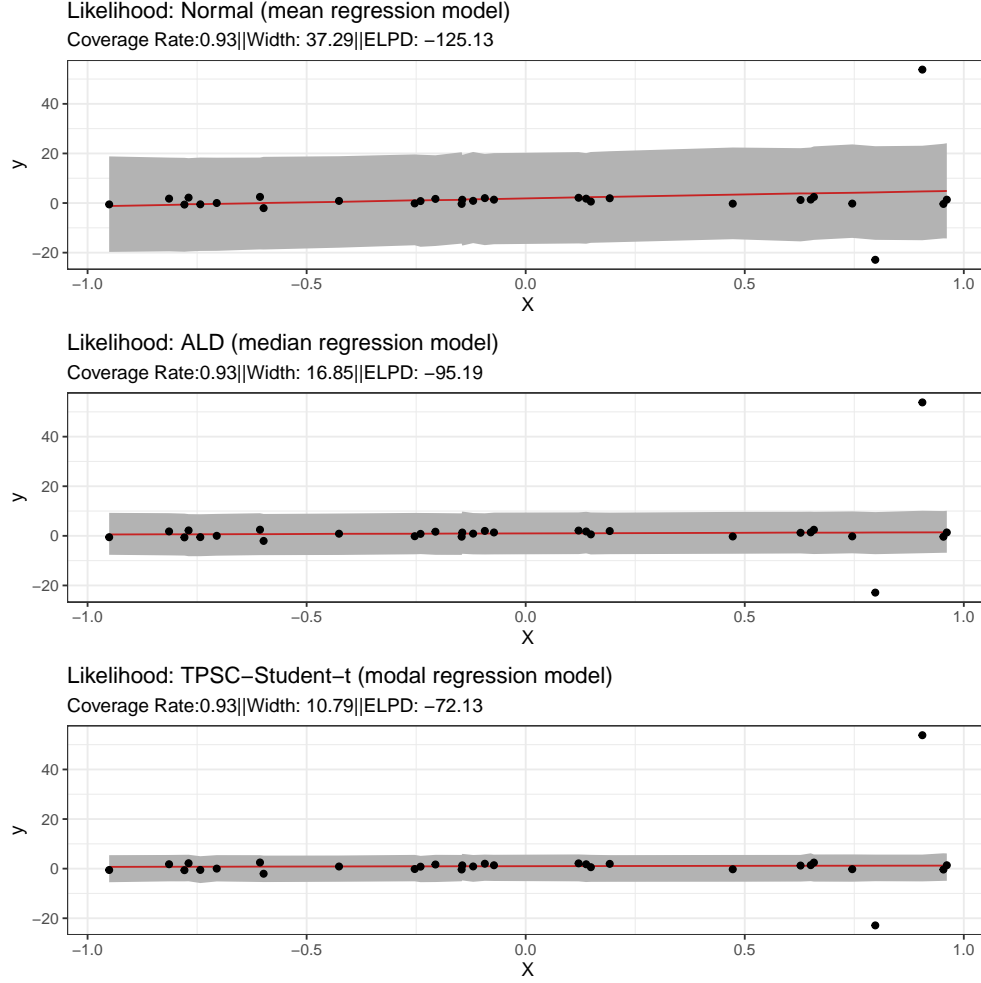 Likelihood: Normal (mean regression model)
Coverage Rate:0.93||Width: 37.29||ELPD: −125.13
40
20
0
−20
y
−1.0
−0.5
0.0
0.5
1.0
X
Likelihood: ALD (median regression model)
Coverage Rate:0.93||Width: 16.85||ELPD: −95.19
40
20
0
−20
y
−1.0
−0.5
0.0
0.5
1.0
X
Likelihood: TPSC−Student−t (modal regression model)
Coverage Rate:0.93||Width: 10.79||ELPD: −72.13
40
20
0
−20
y
−1.0
−0.5
0.0
0.5
1.0
X